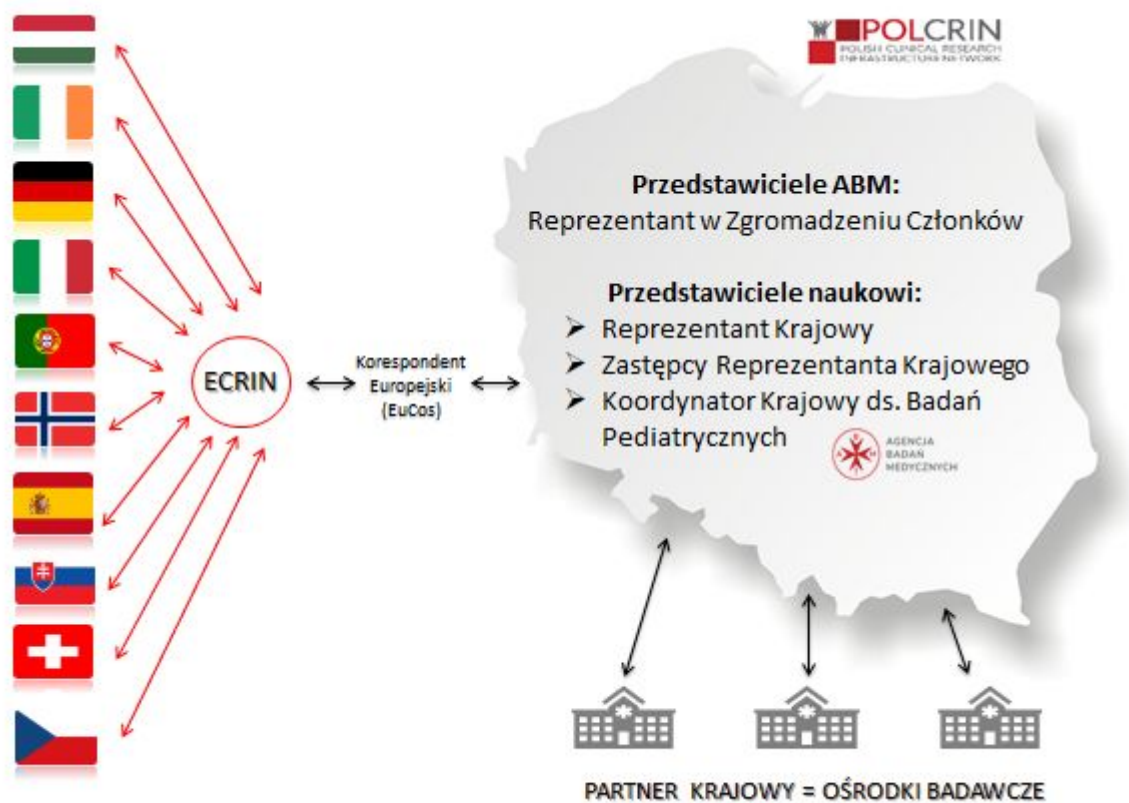 POLCRIN
POLISH CLINICAL RESEARCH
INFRASTRUCTURE NETWORK
Przedstawiciele ABM:
Reprezentant w Zgromadzeniu Członków
Przedstawiciele naukowi:
➢ Reprezentant Krajowy
➢ Zastępcy Reprezentanta Krajowego
➢ Koordynator Krajowy ds. Badań
Pediatrycznych
AGENCJA
BADAŃ
MEDYCZNYCH
ECRIN
Korespondent
Europejski
(EuCos)
PARTNER KRAJOWY = OŚRODKI BADAWCZE